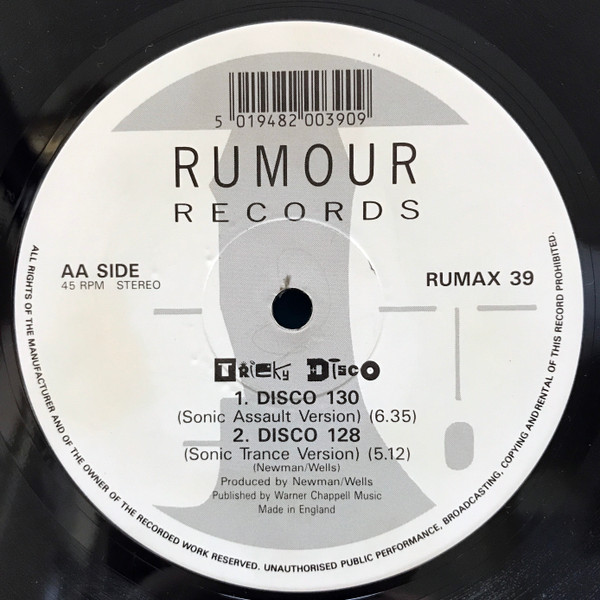 5 019482 003909
RUMOUR
RECORDS
AA SIDE
45 RPM STEREO
RUMAX 39
Tricky Disco
1. DISCO 130
(Sonic Assault Version) (6.35)
2. DISCO 128
(Sonic Trance Version) (5.12)
(Newman/Wells)
Produced by Newman/Wells
Published by Warner Chappell Music
Made in England
ALL RIGHTS OF THE MANUFACTURER AND OF THE OWNER OF THE RECORDED WORK RESERVED. UNAUTHORISED PUBLIC PERFORMANCE, BROADCASTING, COPYING AND RENTAL OF THIS RECORD PROHIBITED.